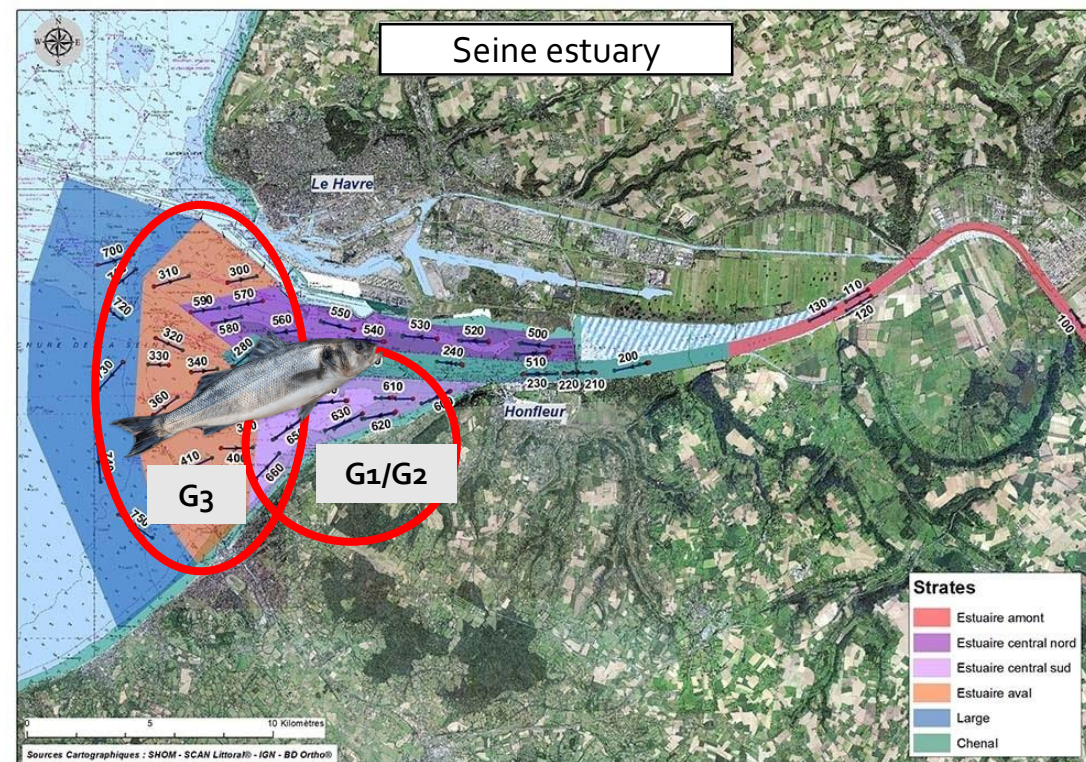 Seine estuary
N
W
E
S
Le Havre
700
310
300
720
590
570
580
560
550
540
530
520
500
130
110
120
100
320
330
340
280
240
510
200
730
230
220
210
360
610
630
620
Honfleur
650
660
410
400
750
G3
G1/G2
Strates
Estuaire amont
Estuaire central nord
Estuaire central sud
Estuaire aval
Large
Chenal
0
5
10 Kilomètres
Sources Cartographiques : SHOM - SCAN Littoral® - IGN - BD Ortho®